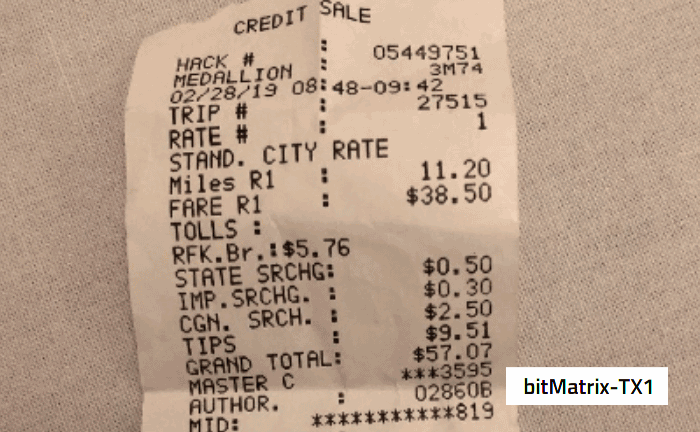 CREDIT SALE
HACK # : 05449751
MEDALLION : 3M74
02/28/19 08:48-09:42
TRIP # : 27515
RATE # : 1
STAND. CITY RATE
Miles R1 : 11.20
FARE R1 : $38.50
TOLLS :
RFK.Br.:$5.76
STATE SRCHG: $0.50
IMP.SRCHG. : $0.30
CGN. SRCH. : $2.50
TIPS : $9.51
GRAND TOTAL: $57.07
MASTER C ***3595
AUTHOR. : 02860B
MID: ***********819
bitMatrix-TX1